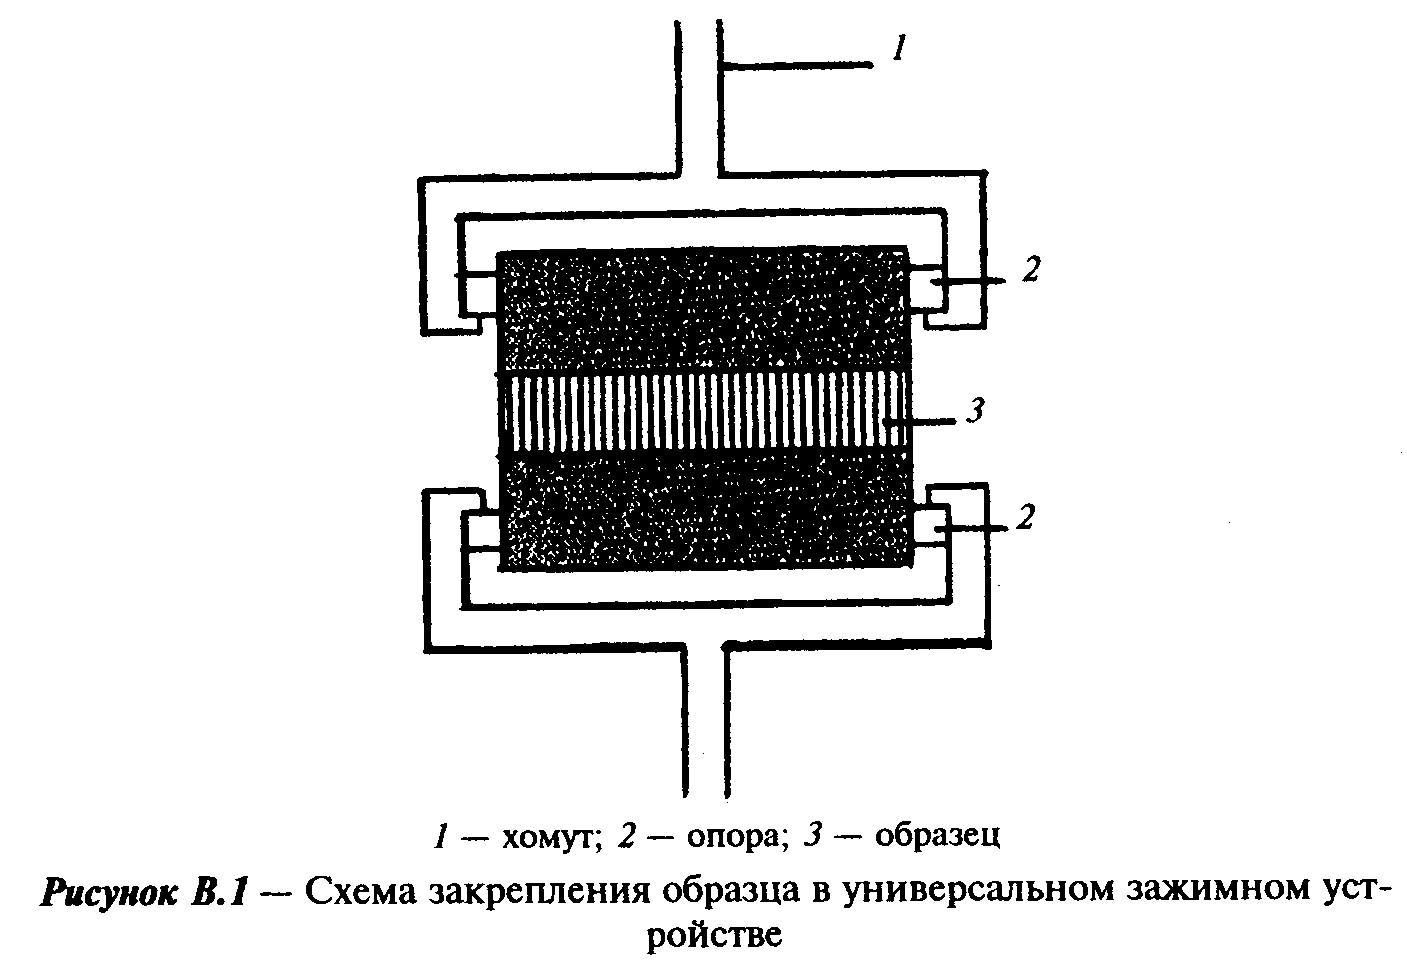 1
2
3
2
1 — хомут; 2 — опора; 3 — образец
Рисунок В.1 — Схема закрепления образца в универсальном зажимном уст-
ройстве